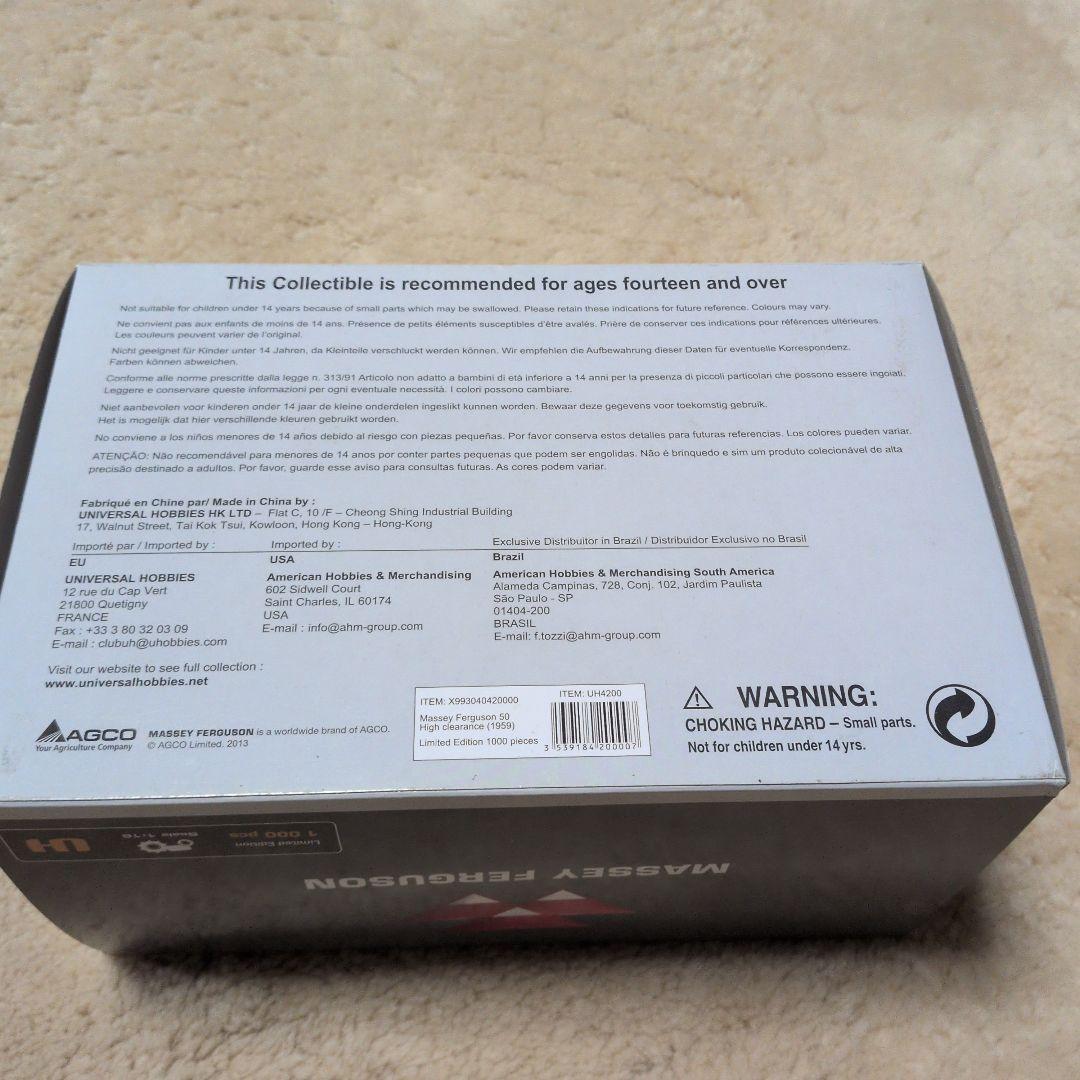 This Collectible is recommended for ages fourteen and over
Not suitable for children under 14 years because of small parts which may be swallowed. Please retain these indications for future reference. Colours may vary.
Ne convient pas aux enfants de moins de 14 ans. Présence de petits éléments susceptibles d'être avalés. Prière de conserver ces indications pour références ultérieures.
Les couleurs peuvent varier de l'original.
Nicht geeignet für Kinder unter 14 Jahren, da Kleinteile verschluckt werden können. Wir empfehlen die Aufbewahrung dieser Daten für eventuelle Korrespondenz.
Farben können abweichen.
Conforme alle norme prescritte dalla legge n. 313/91 Articolo non adatto a bambini di età inferiore a 14 anni per la presenza di piccoli particolari che possono essere ingoiati.
Leggere e conservare queste informazioni per ogni eventuale necessità. I colori possono cambiare.
Niet aanbevolen voor kinderen onder 14 jaar de kleine onderdelen ingeslikt kunnen worden. Bewaar deze gegevens voor toekomstig gebruik.
Het is mogelijk dat hier verschillende kleuren gebruikt worden.
No conviene a los niños menores de 14 años debido al riesgo con piezas pequeñas. Por favor conserva estos detalles para futuras referencias. Los colores pueden variar.
ATENÇÃO: Não recomendável para menores de 14 anos por conter partes pequenas que podem ser engolidas. Não é brinquedo e sim um produto colecionável de alta
precisão destinado a adultos. Por favor, guarde esse aviso para consultas futuras. As cores podem variar.
Fabriqué en Chine par/ Made in China by :
UNIVERSAL HOBBIES HK LTD – Flat C, 10 /F – Cheong Shing Industrial Building
17, Walnut Street, Tai Kok Tsui, Kowloon, Hong Kong – Hong-Kong
Importé par / Imported by :
EU
UNIVERSAL HOBBIES
12 rue du Cap Vert
21800 Quetigny
FRANCE
Fax : +33 3 80 32 03 09
E-mail : clubuh@uhobbies.com
Imported by :
USA
American Hobbies & Merchandising
602 Sidwell Court
Saint Charles, IL 60174
USA
E-mail : info@ahm-group.com
Exclusive Distributor in Brazil / Distribuidor Exclusivo no Brasil
Brazil
American Hobbies & Merchandising South America
Alameda Campinas, 728, Conj. 102, Jardim Paulista
São Paulo - SP
01404-200
BRASIL
E-mail: f.tozzi@ahm-group.com
Visit our website to see full collection :
www.universalhobbies.net
AGCO
Your Agriculture Company
MASSEY FERGUSON is a worldwide brand of AGCO.
© AGCO Limited. 2013
ITEM: X993040420000
ITEM: UH4200
Massey Ferguson 50
High clearance (1959)
Limited Edition 1000 pieces
3 539184 200007
WARNING:
CHOKING HAZARD – Small parts.
Not for children under 14 yrs.
UH
Scale 1:16
Limited Edition
1 000 pcs
MASSEY FERGUSON